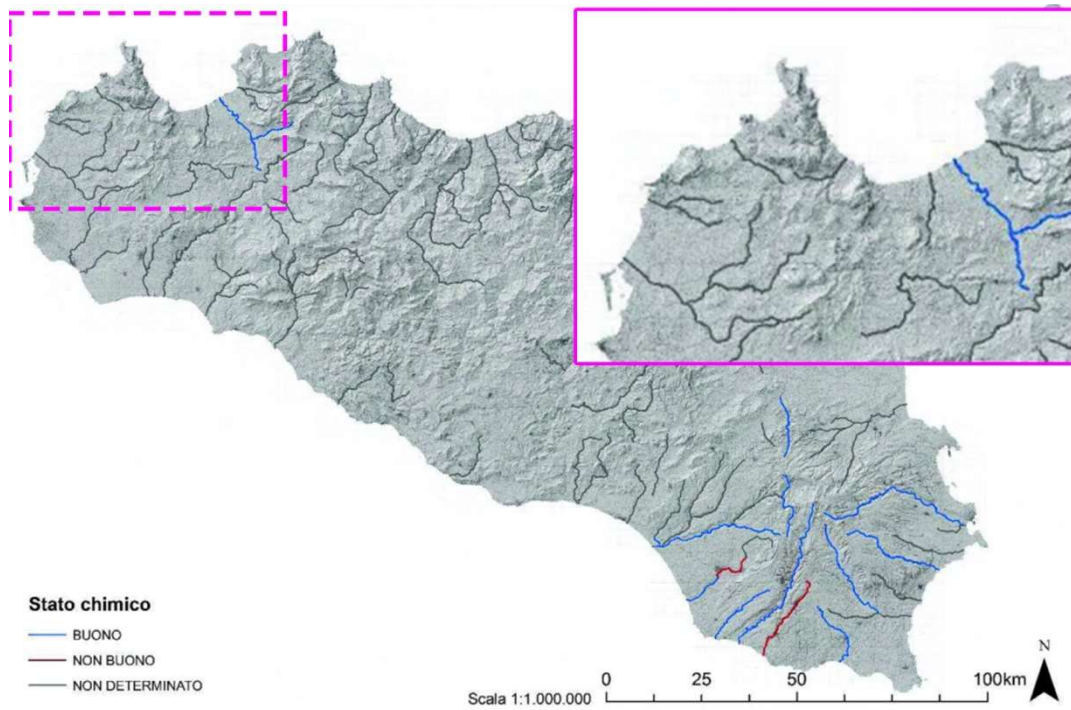 Stato chimico
BUONO
NON BUONO
NON DETERMINATO
Scala 1:1.000.000
0 25 50 100km
N